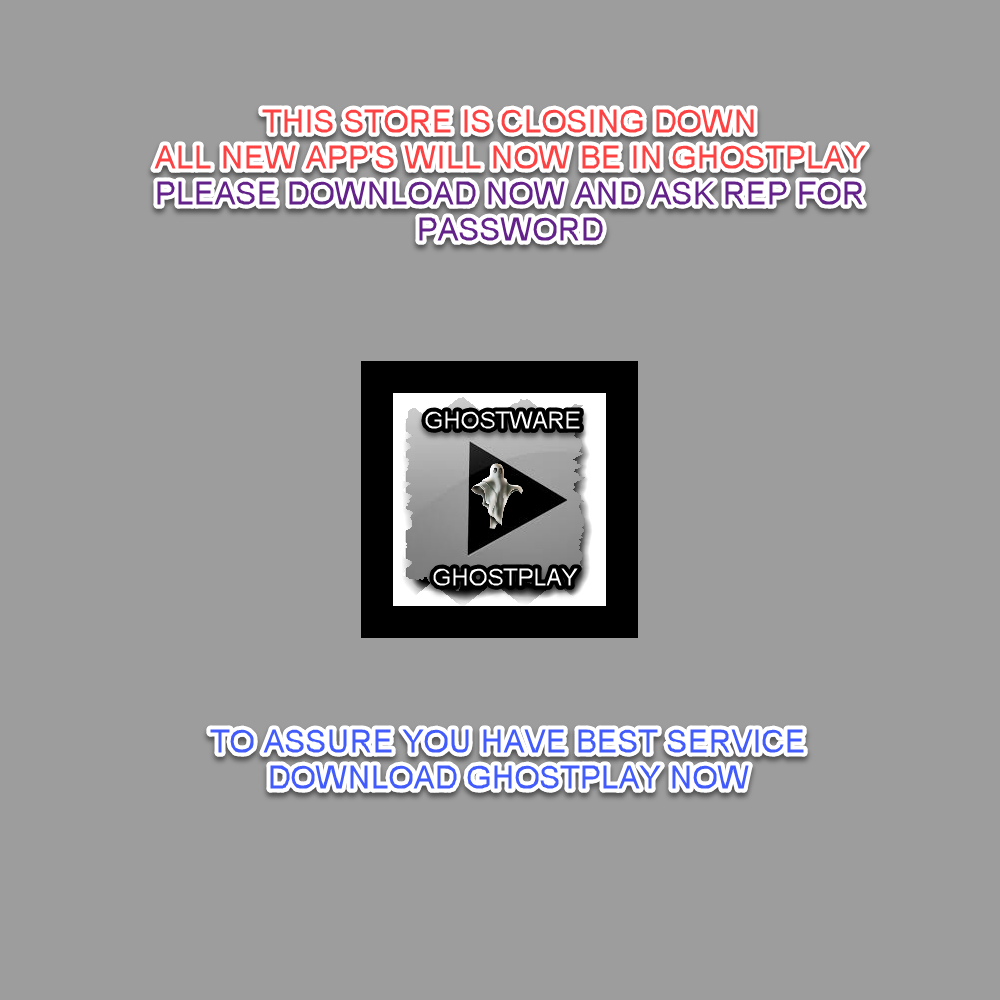 THIS STORE IS CLOSING DOWN
ALL NEW APP'S WILL NOW BE IN GHOSTPLAY
PLEASE DOWNLOAD NOW AND ASK REP FOR
PASSWORD
GHOSTWARE
GHOSTPLAY
TO ASSURE YOU HAVE BEST SERVICE
DOWNLOAD GHOSTPLAY NOW